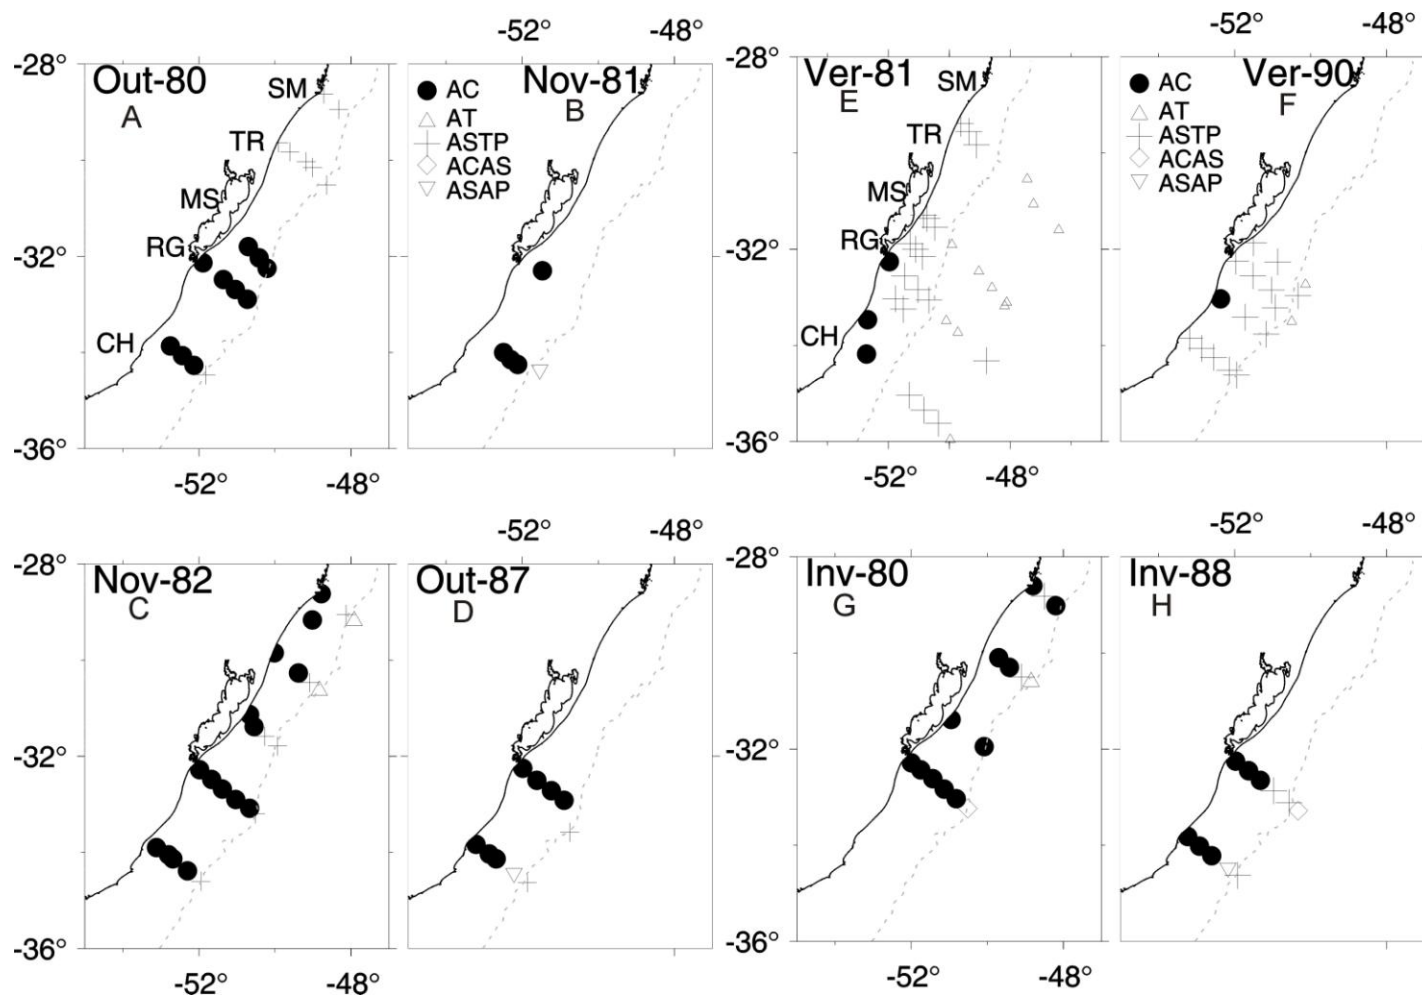 -52° -48°
-52° -48°
-28°
Out-80
A
SM
TR
MS
RG
CH
-32°
-36°
-52° -48°
Nov-81
B
AC
AT
ASTP
ACAS
ASAP
-28°
Ver-81
E
SM
TR
MS
RG
CH
-32°
-36°
-52° -48°
Ver-90
F
AC
AT
ASTP
ACAS
ASAP
-52° -48°
-52° -48°
-28°
Nov-82
C
-32°
-36°
-52° -48°
Out-87
D
-28°
Inv-80
G
-32°
-36°
-52° -48°
Inv-88
H